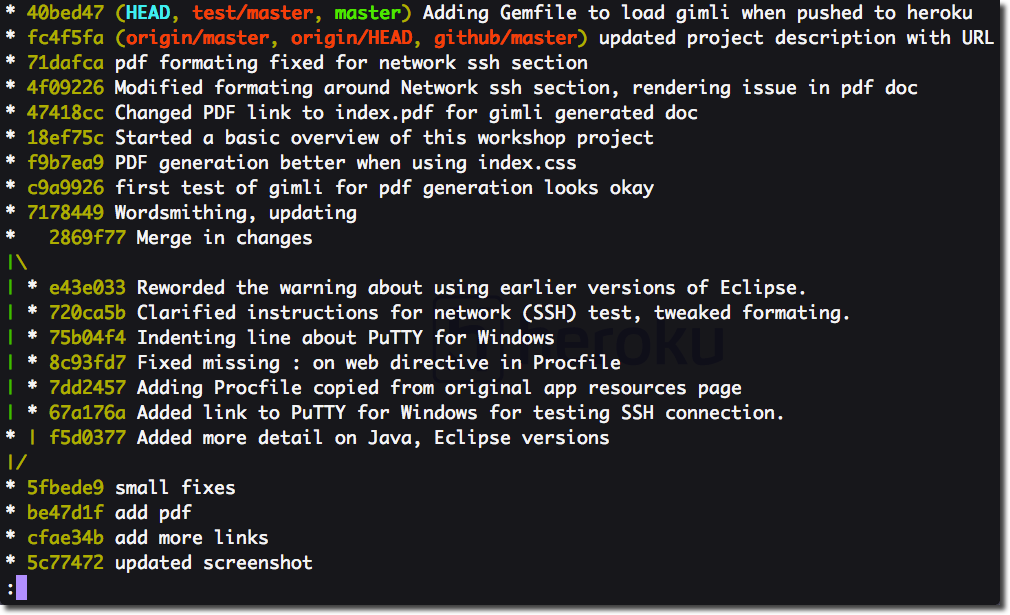 * 40bed47 (HEAD, test/master, master) Adding Gemfile to load gimli when pushed to heroku
* fc4f5fa (origin/master, origin/HEAD, github/master) updated project description with URL
* 71dafca pdf formating fixed for network ssh section
* 4f09226 Modified formating around Network ssh section, rendering issue in pdf doc
* 47418cc Changed PDF link to index.pdf for gimli generated doc
* 18ef75c Started a basic overview of this workshop project
* f9b7ea9 PDF generation better when using index.css
* c9a9926 first test of gimli for pdf generation looks okay
* 7178449 Wordsmithing, updating
*   2869f77 Merge in changes
|\
| * e43e033 Reworded the warning about using earlier versions of Eclipse.
| * 720ca5b Clarified instructions for network (SSH) test, tweaked formating.
| * 75b04f4 Indenting line about PuTTY for Windows
heroku
| * 8c93fd7 Fixed missing : on web directive in Procfile
| * 7dd2457 Adding Procfile copied from original app resources page
| * 67a176a Added link to PuTTY for Windows for testing SSH connection.
* | f5d0377 Added more detail on Java, Eclipse versions
|/
* 5fbede9 small fixes
* be47d1f add pdf
* cfae34b add more links
* 5c77472 updated screenshot
: